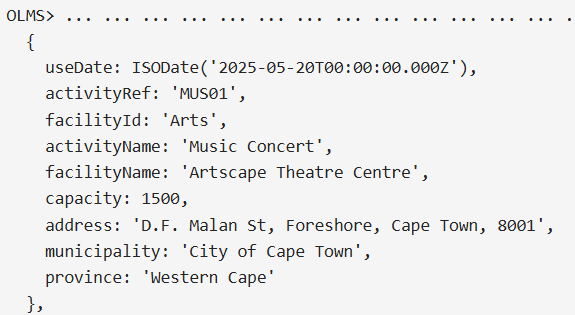 OLMS> ... ... ... ... ... ... ... ... ... ... ... ... ... .
{
useDate: ISODate('2025-05-20T00:00:00.000Z'),
activityRef: 'MUS01',
facilityId: 'Arts',
activityName: 'Music Concert',
facilityName: 'Artscape Theatre Centre',
capacity: 1500,
address: 'D.F. Malan St, Foreshore, Cape Town, 8001',
municipality: 'City of Cape Town',
province: 'Western Cape'
},